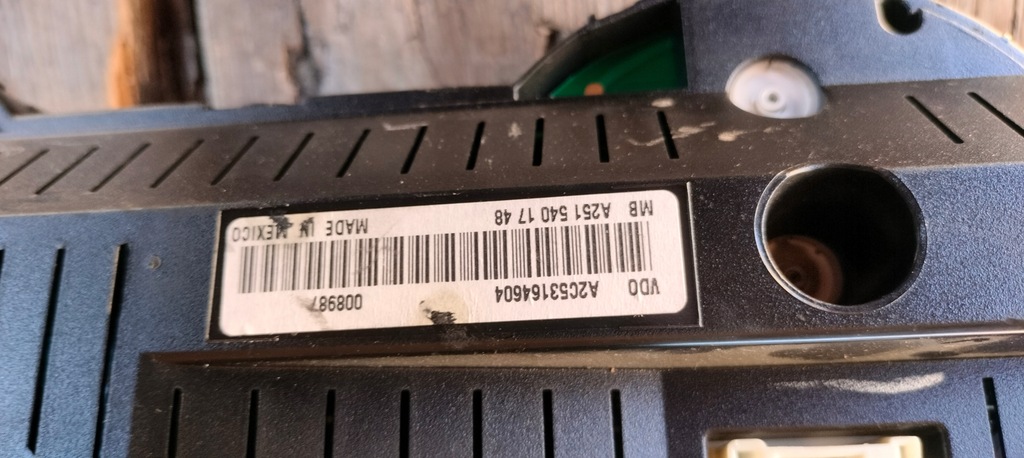 VDO A2C53164604 008987
MB A251 540 17 48 MADE IN MEXICO